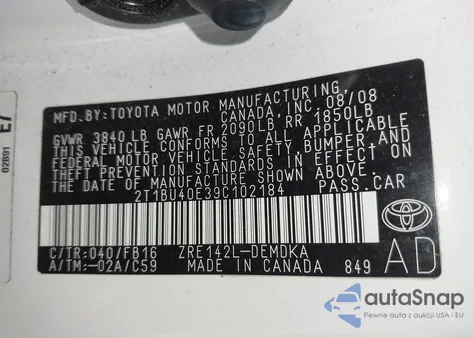 E7
02B91
MFD. BY: TOYOTA MOTOR MANUFACTURING,
CANADA, INC. 08/08
GVWR 3840 LB GAWR FR 2090LB, RR 1850LB
THIS VEHICLE CONFORMS TO ALL APPLICABLE
FEDERAL MOTOR VEHICLE SAFETY, BUMPER, AND
THEFT PREVENTION STANDARDS IN EFFECT ON
THE DATE OF MANUFACTURE SHOWN ABOVE.
2T1BU40E39C102184 PASS. CAR
C/TR: 040/FB16 ZRE142L-DEMDKA
A/TM: -02A/C59 MADE IN CANADA 849
AD
autoSnap
Pewne auta z aukcji USA i EU